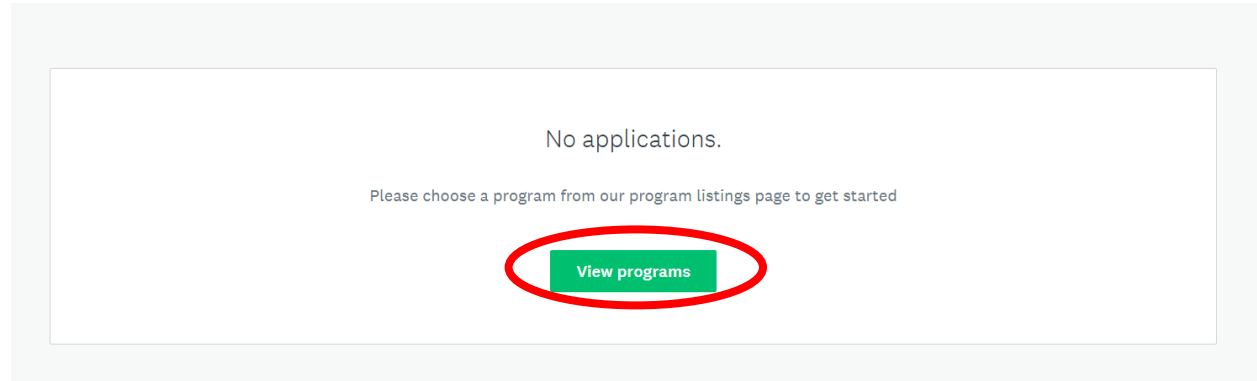 No applications.
Please choose a program from our program listings page to get started
View programs